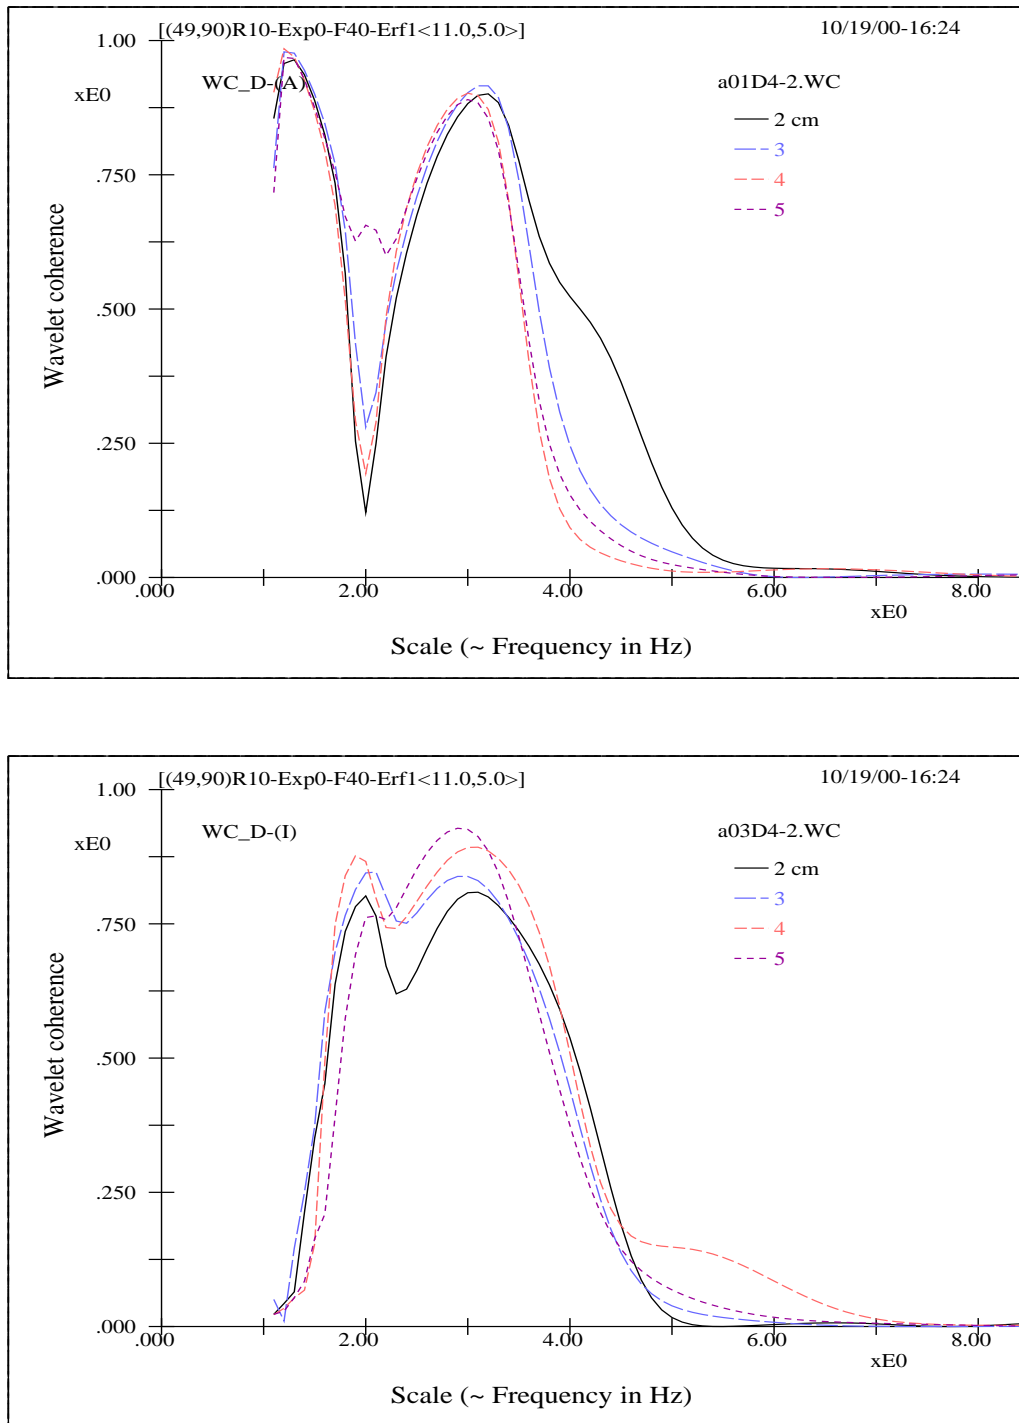 [(49,90)R10-Exp0-F40-Erf1<11.0,5.0>] 10/19/00-16:24
1.00
xE0 WC_D-(A) a01D4-2.WC
2 cm
3
.750
4
5
Wavelet coherence
.500
.250
.000
.000 2.00 4.00 6.00 8.00
xE0
Scale (~ Frequency in Hz)
[(49,90)R10-Exp0-F40-Erf1<11.0,5.0>] 10/19/00-16:24
1.00
xE0 WC_D-(I) a03D4-2.WC
2 cm
3
.750
4
5
Wavelet coherence
.500
.250
.000
.000 2.00 4.00 6.00 8.00
xE0
Scale (~ Frequency in Hz)